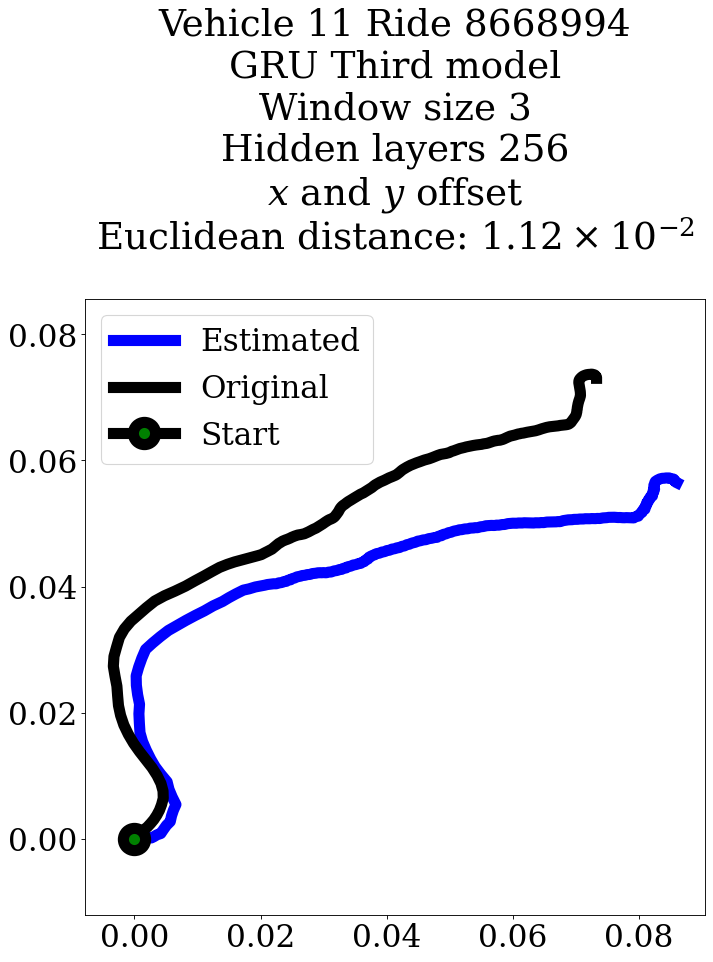 Vehicle 11 Ride 8668994
GRU Third model
Window size 3
Hidden layers 256
x and y offset
Euclidean distance: 1.12 × 10⁻²
Estimated
Original
Start
0.08
0.06
0.04
0.02
0.00
0.00 0.02 0.04 0.06 0.08